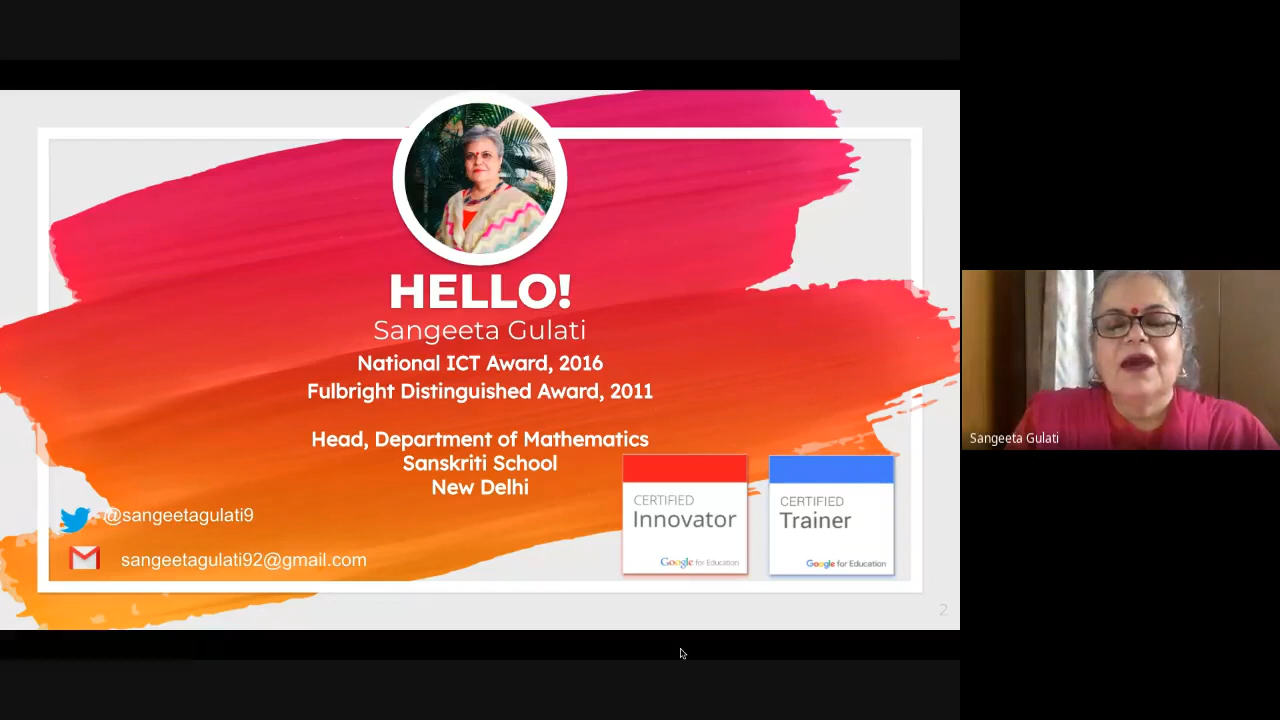 HELLO!
Sangeeta Gulati
National ICT Award, 2016
Fulbright Distinguished Award, 2011
Head, Department of Mathematics
Sanskriti School
New Delhi
@sangeetagulati9
sangeetagulati92@gmail.com
CERTIFIED
Innovator
Google for Education
CERTIFIED
Trainer
Google for Education
2
Sangeeta Gulati